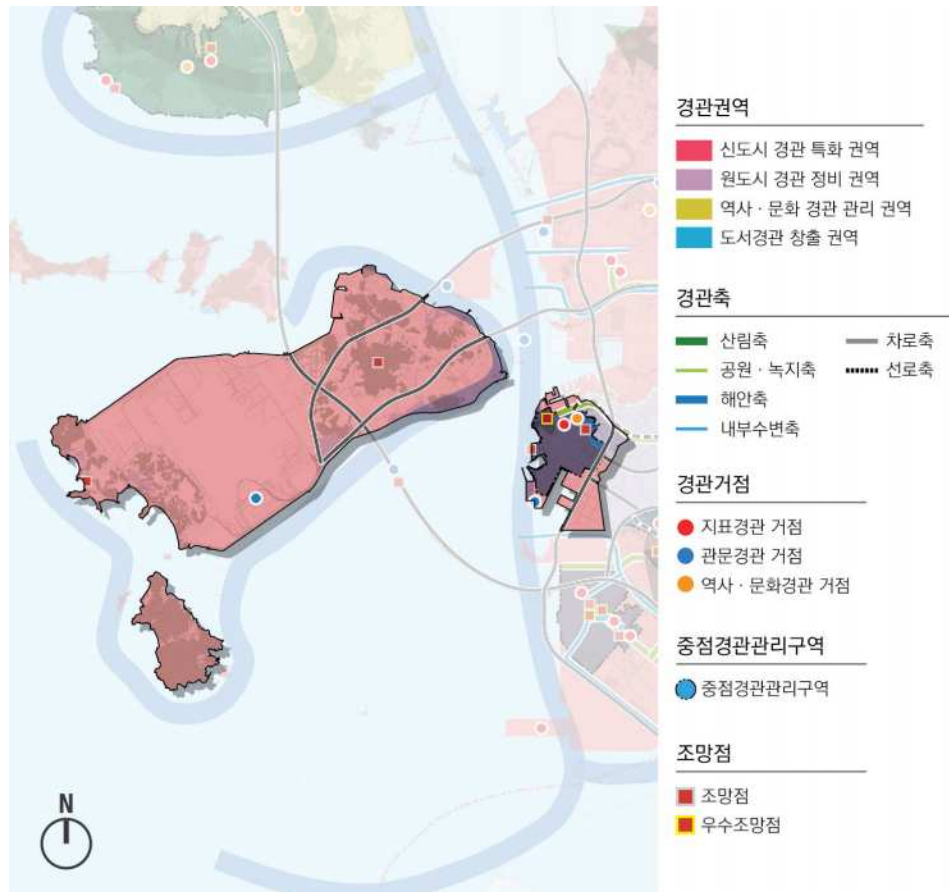 경관권역
신도시 경관 특화 권역
원도시 경관 정비 권역
역사 · 문화 경관 관리 권역
도서경관 창출 권역
경관축
산림축
차로축
공원 · 녹지축
선로축
해안축
내부수변축
경관거점
지표경관 거점
관문경관 거점
역사 · 문화경관 거점
중점경관관리구역
중점경관관리구역
조망점
조망점
우수조망점
N